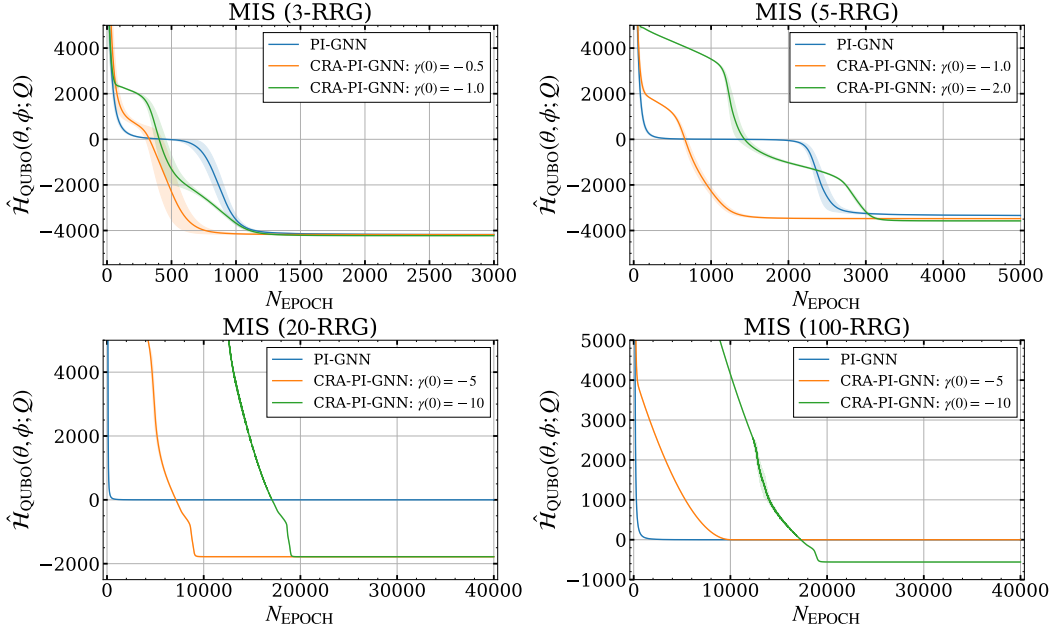 MIS (3-RRG)
4000
2000
0
−2000
−4000
0
500
1000
1500
2000
2500
3000
N_EPOCH
Ĥ_QUBO(θ, ϕ; Q)
PI-GNN
CRA-PI-GNN: γ(0) = −0.5
CRA-PI-GNN: γ(0) = −1.0
MIS (5-RRG)
4000
2000
0
−2000
−4000
0
1000
2000
3000
4000
5000
N_EPOCH
Ĥ_QUBO(θ, ϕ; Q)
PI-GNN
CRA-PI-GNN: γ(0) = −1.0
CRA-PI-GNN: γ(0) = −2.0
MIS (20-RRG)
4000
2000
0
−2000
0
10000
20000
30000
40000
N_EPOCH
Ĥ_QUBO(θ, ϕ; Q)
PI-GNN
CRA-PI-GNN: γ(0) = −5
CRA-PI-GNN: γ(0) = −10
MIS (100-RRG)
5000
4000
3000
2000
1000
0
−1000
0
10000
20000
30000
40000
N_EPOCH
Ĥ_QUBO(θ, ϕ; Q)
PI-GNN
CRA-PI-GNN: γ(0) = −5
CRA-PI-GNN: γ(0) = −10